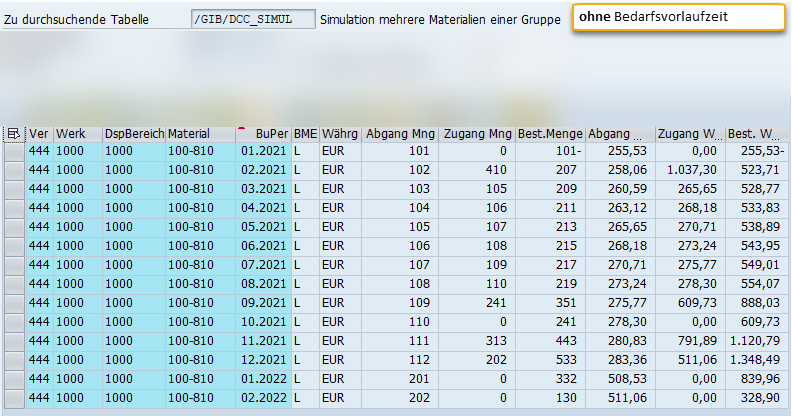 Zu durchsuchende Tabelle /GIB/DCC_SIMUL Simulation mehrere Materialien einer Gruppe ohne Bedarfsvorlaufzeit
Ver Werk DspBereich Material BuPer BME Währg Abgang Mng Zugang Mng Best.Menge Abgang ... Zugang W... Best. W...
444 1000 1000 100-810 01.2021 L EUR 101 0 101- 255,53 0,00 255,53-
444 1000 1000 100-810 02.2021 L EUR 102 410 207 258,06 1.037,30 523,71
444 1000 1000 100-810 03.2021 L EUR 103 105 209 260,59 265,65 528,77
444 1000 1000 100-810 04.2021 L EUR 104 106 211 263,12 268,18 533,83
444 1000 1000 100-810 05.2021 L EUR 105 107 213 265,65 270,71 538,89
444 1000 1000 100-810 06.2021 L EUR 106 108 215 268,18 273,24 543,95
444 1000 1000 100-810 07.2021 L EUR 107 109 217 270,71 275,77 549,01
444 1000 1000 100-810 08.2021 L EUR 108 110 219 273,24 278,30 554,07
444 1000 1000 100-810 09.2021 L EUR 109 241 351 275,77 609,73 888,03
444 1000 1000 100-810 10.2021 L EUR 110 0 241 278,30 0,00 609,73
444 1000 1000 100-810 11.2021 L EUR 111 313 443 280,83 791,89 1.120,79
444 1000 1000 100-810 12.2021 L EUR 112 202 533 283,36 511,06 1.348,49
444 1000 1000 100-810 01.2022 L EUR 201 0 332 508,53 0,00 839,96
444 1000 1000 100-810 02.2022 L EUR 202 0 130 511,06 0,00 328,90